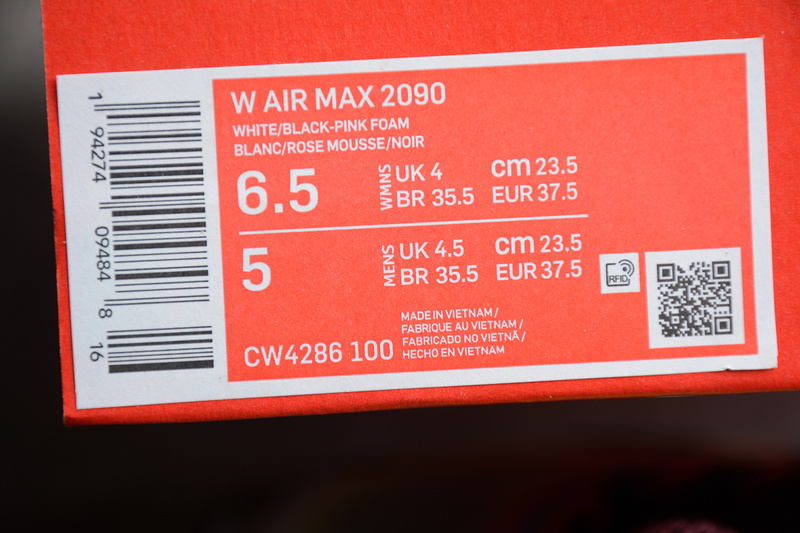 W AIR MAX 2090
WHITE/BLACK-PINK FOAM
BLANC/ROSE MOUSSE/NOIR
6.5 WMNS UK 4 cm 23.5
BR 35.5 EUR 37.5
5 MENS UK 4.5 cm 23.5
BR 35.5 EUR 37.5
RFID
MADE IN VIETNAM /
FABRIQUE AU VIETNAM /
FABRICADO NO VIETNÃ /
HECHO EN VIETNAM
CW4286 100
1 94274 09484 8 16